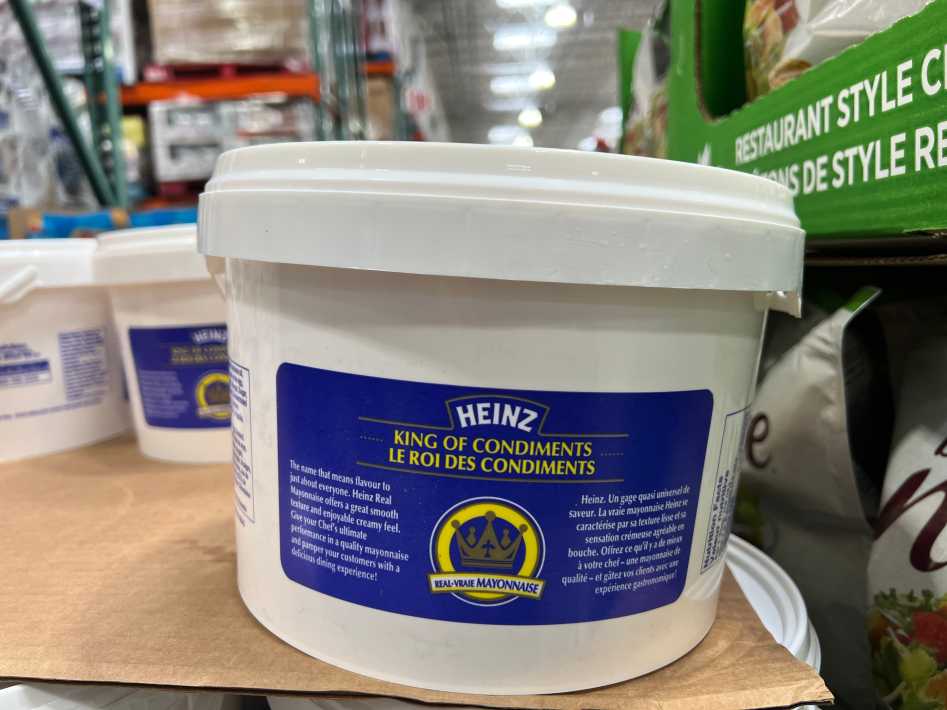 HEINZ
KING OF CONDIMENTS
LE ROI DES CONDIMENTS
The name that means flavour to
just about everyone. Heinz Real
Mayonnaise offers a great smooth
texture and enjoyable creamy feel.
Give your Chef's ultimate
performance in a quality mayonnaise
and pamper your customers with a
delicious dining experience!
Heinz. Un gage quasi universel de
saveur. La vraie mayonnaise Heinz se
caractérise par sa texture lisse et sa
sensation crémeuse agréable en
bouche. Offrez ce qu'il y a de mieux
à votre chef – une mayonnaise de
qualité – et gâtez vos clients avec une
expérience gastronomique!
REAL-VRAIE MAYONNAISE
HEINZ
RESTAURANT STYLE
DE STYLE